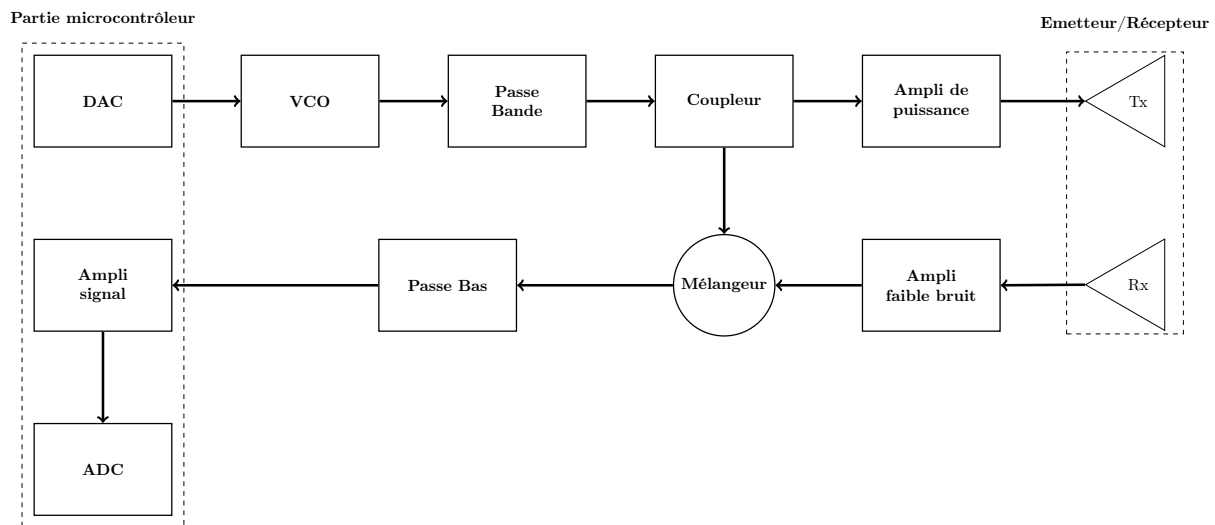 Partie microcontrôleur
Emetteur/Récepteur
DAC
VCO
Passe
Bande
Coupleur
Ampli de
puissance
Tx
Ampli
signal
Passe Bas
Mélangeur
Ampli
faible bruit
Rx
ADC